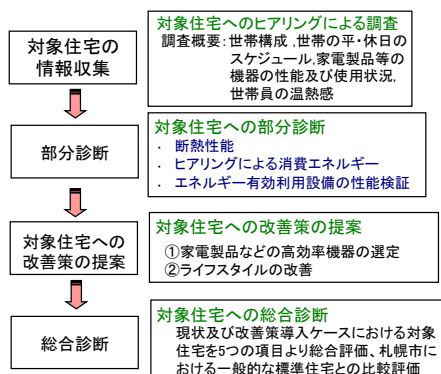 対象住宅の
情報収集
対象住宅へのヒアリングによる調査
調査概要:世帯構成 ,世帯の平・休日の
スケジュール,家電製品等の
機器の性能及び使用状況,
世帯員の温熱感
部分診断
対象住宅への部分診断
・ 断熱性能
・ ヒアリングによる消費エネルギー
・ エネルギー有効利用設備の性能検証
対象住宅への
改善策の提案
対象住宅への改善策の提案
①家電製品などの高効率機器の選定
②ライフスタイルの改善
総合診断
対象住宅への総合診断
現状及び改善策導入ケースにおける対象
住宅を5つの項目より総合評価、札幌市に
おける一般的な標準住宅との比較評価